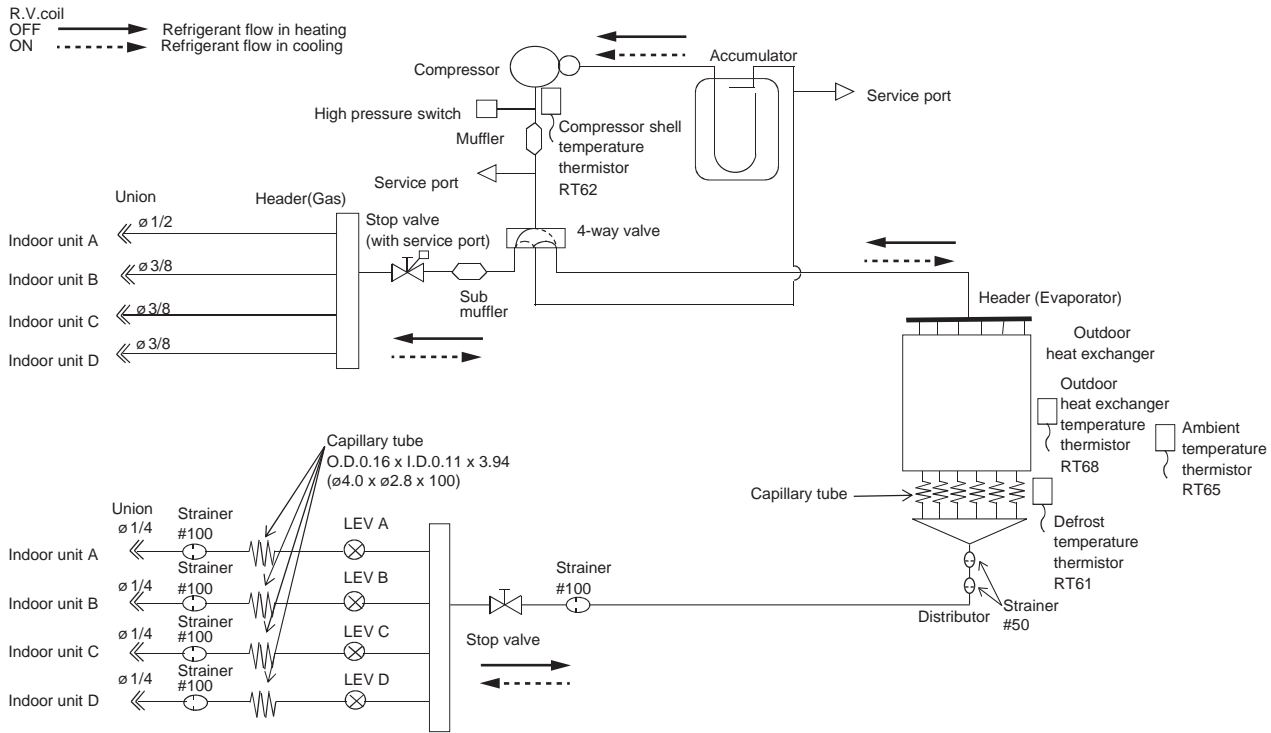 R.V.coil
OFF Refrigerant flow in heating
ON Refrigerant flow in cooling
Compressor
Accumulator
Service port
High pressure switch
Muffler
Compressor shell
temperature
thermistor
RT62
Service port
Union
Header(Gas)
Stop valve
(with service port)
4-way valve
Indoor unit A
ø 1/2
Indoor unit B
ø 3/8
Indoor unit C
ø 3/8
Indoor unit D
ø 3/8
Sub
muffler
Header (Evaporator)
Outdoor
heat exchanger
Outdoor
heat exchanger
temperature
thermistor
RT68
Ambient
temperature
thermistor
RT65
Capillary tube
Defrost
temperature
thermistor
RT61
Distributor
Strainer
#50
Capillary tube
O.D.0.16 x I.D.0.11 x 3.94
(ø4.0 x ø2.8 x 100)
Union
Indoor unit A
ø 1/4
Strainer
#100
LEV A
Indoor unit B
ø 1/4
Strainer
#100
LEV B
Indoor unit C
ø 1/4
Strainer
#100
LEV C
Indoor unit D
ø 1/4
Strainer
#100
LEV D
Strainer
#100
Stop valve